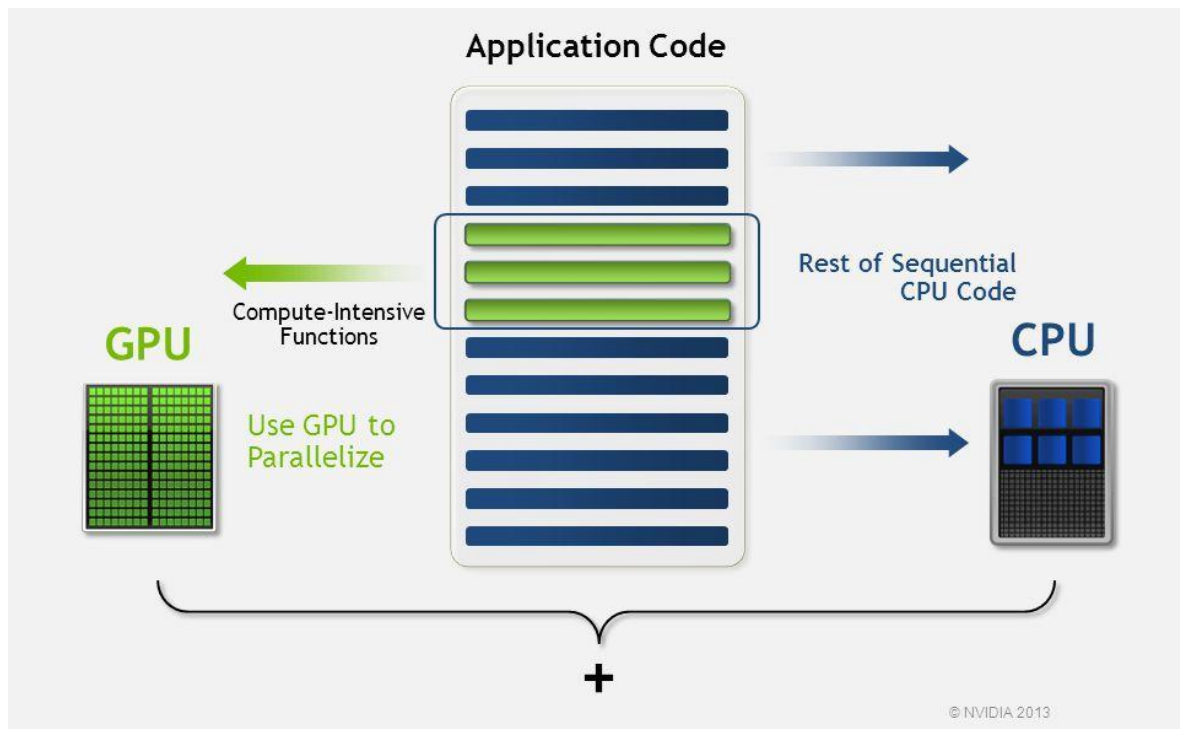 Application Code
Compute-Intensive
Functions
GPU
Use GPU to
Parallelize
Rest of Sequential
CPU Code
CPU
+
© NVIDIA 2013